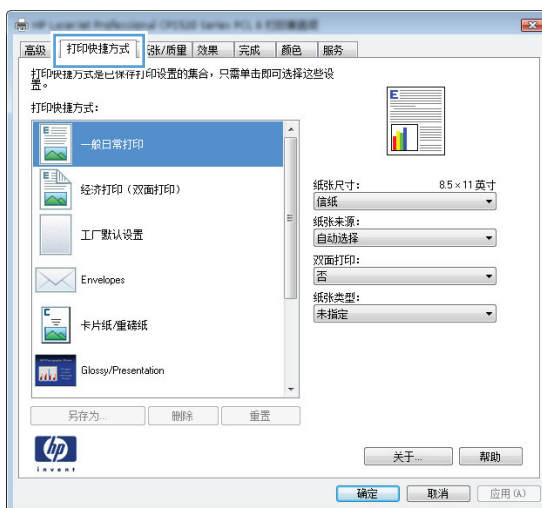 高级
打印快捷方式
张/质量
效果
完成
颜色
服务
打印快捷方式是已保存打印设置的集合，只需单击即可选择这些设
置。
打印快捷方式：
一般日常打印
经济打印（双面打印）
工厂默认设置
Envelopes
卡片纸/重磅纸
Glossy/Presentation
另存为...
删除
重置
E
纸张尺寸：
8.5 × 11 英寸
信纸
纸张来源：
自动选择
双面打印：
否
纸张类型：
未指定
hp
invent
关于...
帮助
确定
取消
应用(A)